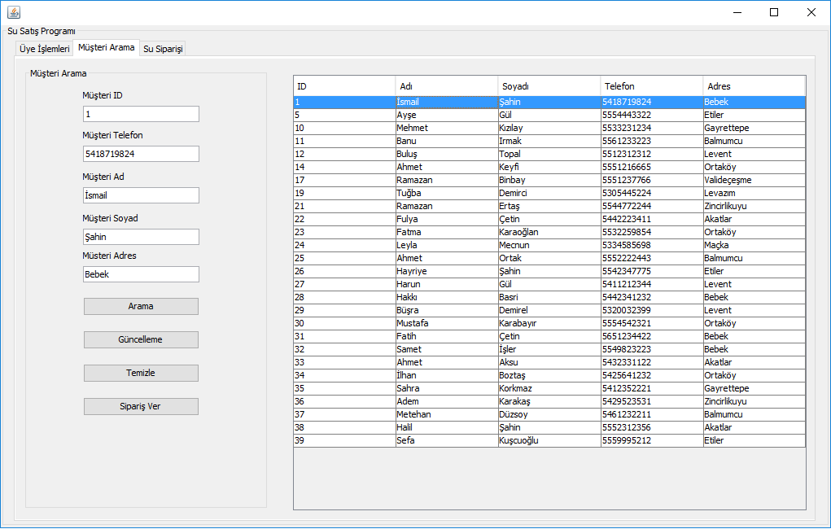 Su Satış Programı
Üye İşlemleri Müşteri Arama Su Siparişi
Müşteri Arama
Müşteri ID
1
Müşteri Telefon
5418719824
Müşteri Ad
İsmail
Müşteri Soyad
Şahin
Müsteri Adres
Bebek
Arama
Güncelleme
Temizle
Sipariş Ver
ID Adı Soyadı Telefon Adres
1 İsmail Şahin 5418719824 Bebek
5 Ayşe Gül 5554443322 Etiler
10 Mehmet Kızılay 5533231234 Gayrettepe
11 Banu Irmak 5561233223 Balmumcu
12 Buluş Topal 5512312312 Levent
14 Ahmet Keyfi 5551216665 Ortaköy
17 Ramazan Binbay 5551237766 Valideçeşme
19 Tuğba Demirci 5305445224 Levazım
21 Ramazan Ertaş 5544772244 Zincirlikuyu
22 Fulya Çetin 5442223411 Akatlar
23 Fatma Karaoğlan 5532259854 Ortaköy
24 Leyla Mecnun 5334585698 Maçka
25 Ahmet Ortak 5552222443 Balmumcu
26 Hayriye Şahin 5542347775 Etiler
27 Harun Gül 5411212344 Levent
28 Hakkı Basri 5442341232 Bebek
29 Büşra Demirel 5320032399 Levent
30 Mustafa Karabayır 5554542321 Ortaköy
31 Fatih Çetin 5651234422 Bebek
32 Samet İşler 5549823223 Bebek
33 Ahmet Aksu 5432331122 Akatlar
34 İlhan Boztaş 5425641232 Ortaköy
35 Sahra Korkmaz 5412352221 Gayrettepe
36 Adem Karakaş 5429523531 Zincirlikuyu
37 Metehan Düzsoy 5461232211 Balmumcu
38 Halil Şahin 5552312356 Akatlar
39 Sefa Kuşcuoğlu 5559995212 Etiler